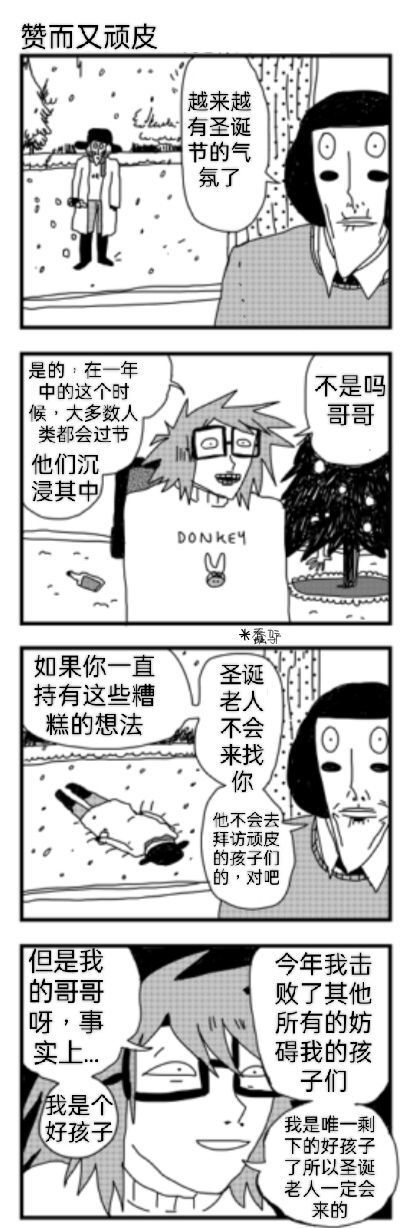 赞而又顽皮
越来越
有圣诞
节的气
氛了
不是吗
哥哥
是的，在一年
中的这个时
候，大多数人
类都会过节
他们沉
浸其中
DONKEY
如果你一直
持有这些糟
糕的想法
圣诞
老人
不会
来找
你
他不会去
拜访顽皮
的孩子们
的，对吧
但是我
的哥哥
呀，事
实上...
我是个
好孩子
今年我击
败了其他
所有的妨
碍我的孩
子们
我是唯一剩
下的好孩子
了所以圣诞
老人一定会
来的